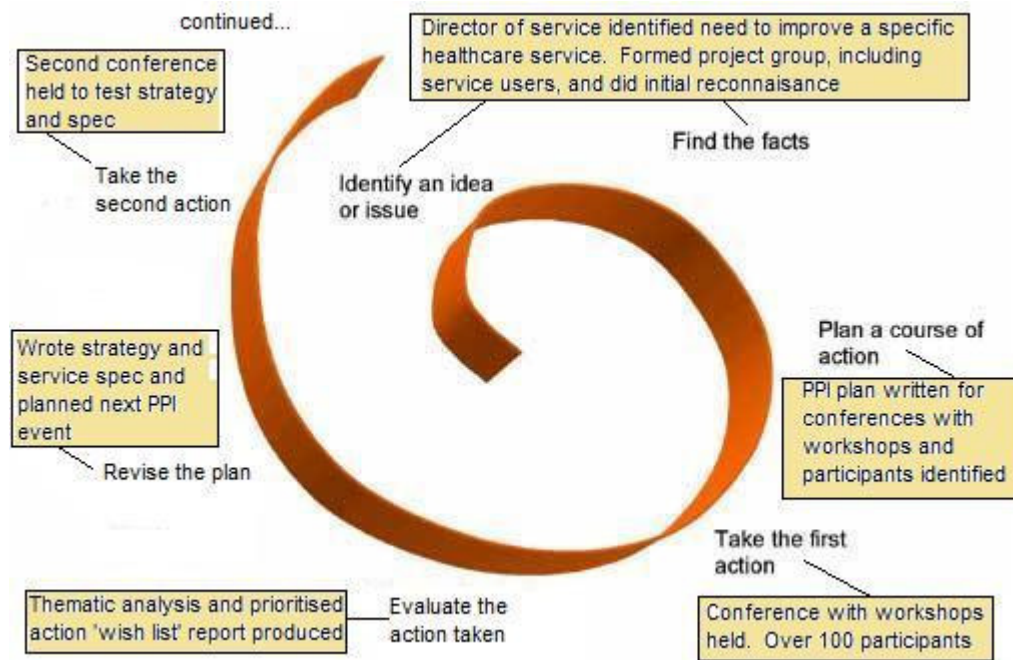 continued...
Director of service identified need to improve a specific
healthcare service. Formed project group, including
service users, and did initial reconnaisance
Find the facts
Identify an idea
or issue
Plan a course of
action
PPI plan written for
conferences with
workshops and
participants identified
Take the first
action
Conference with workshops
held. Over 100 participants
Evaluate the
action taken
Thematic analysis and prioritised
action 'wish list' report produced
Revise the plan
Wrote strategy and
service spec and
planned next PPI
event
Take the
second action
Second conference
held to test strategy
and spec